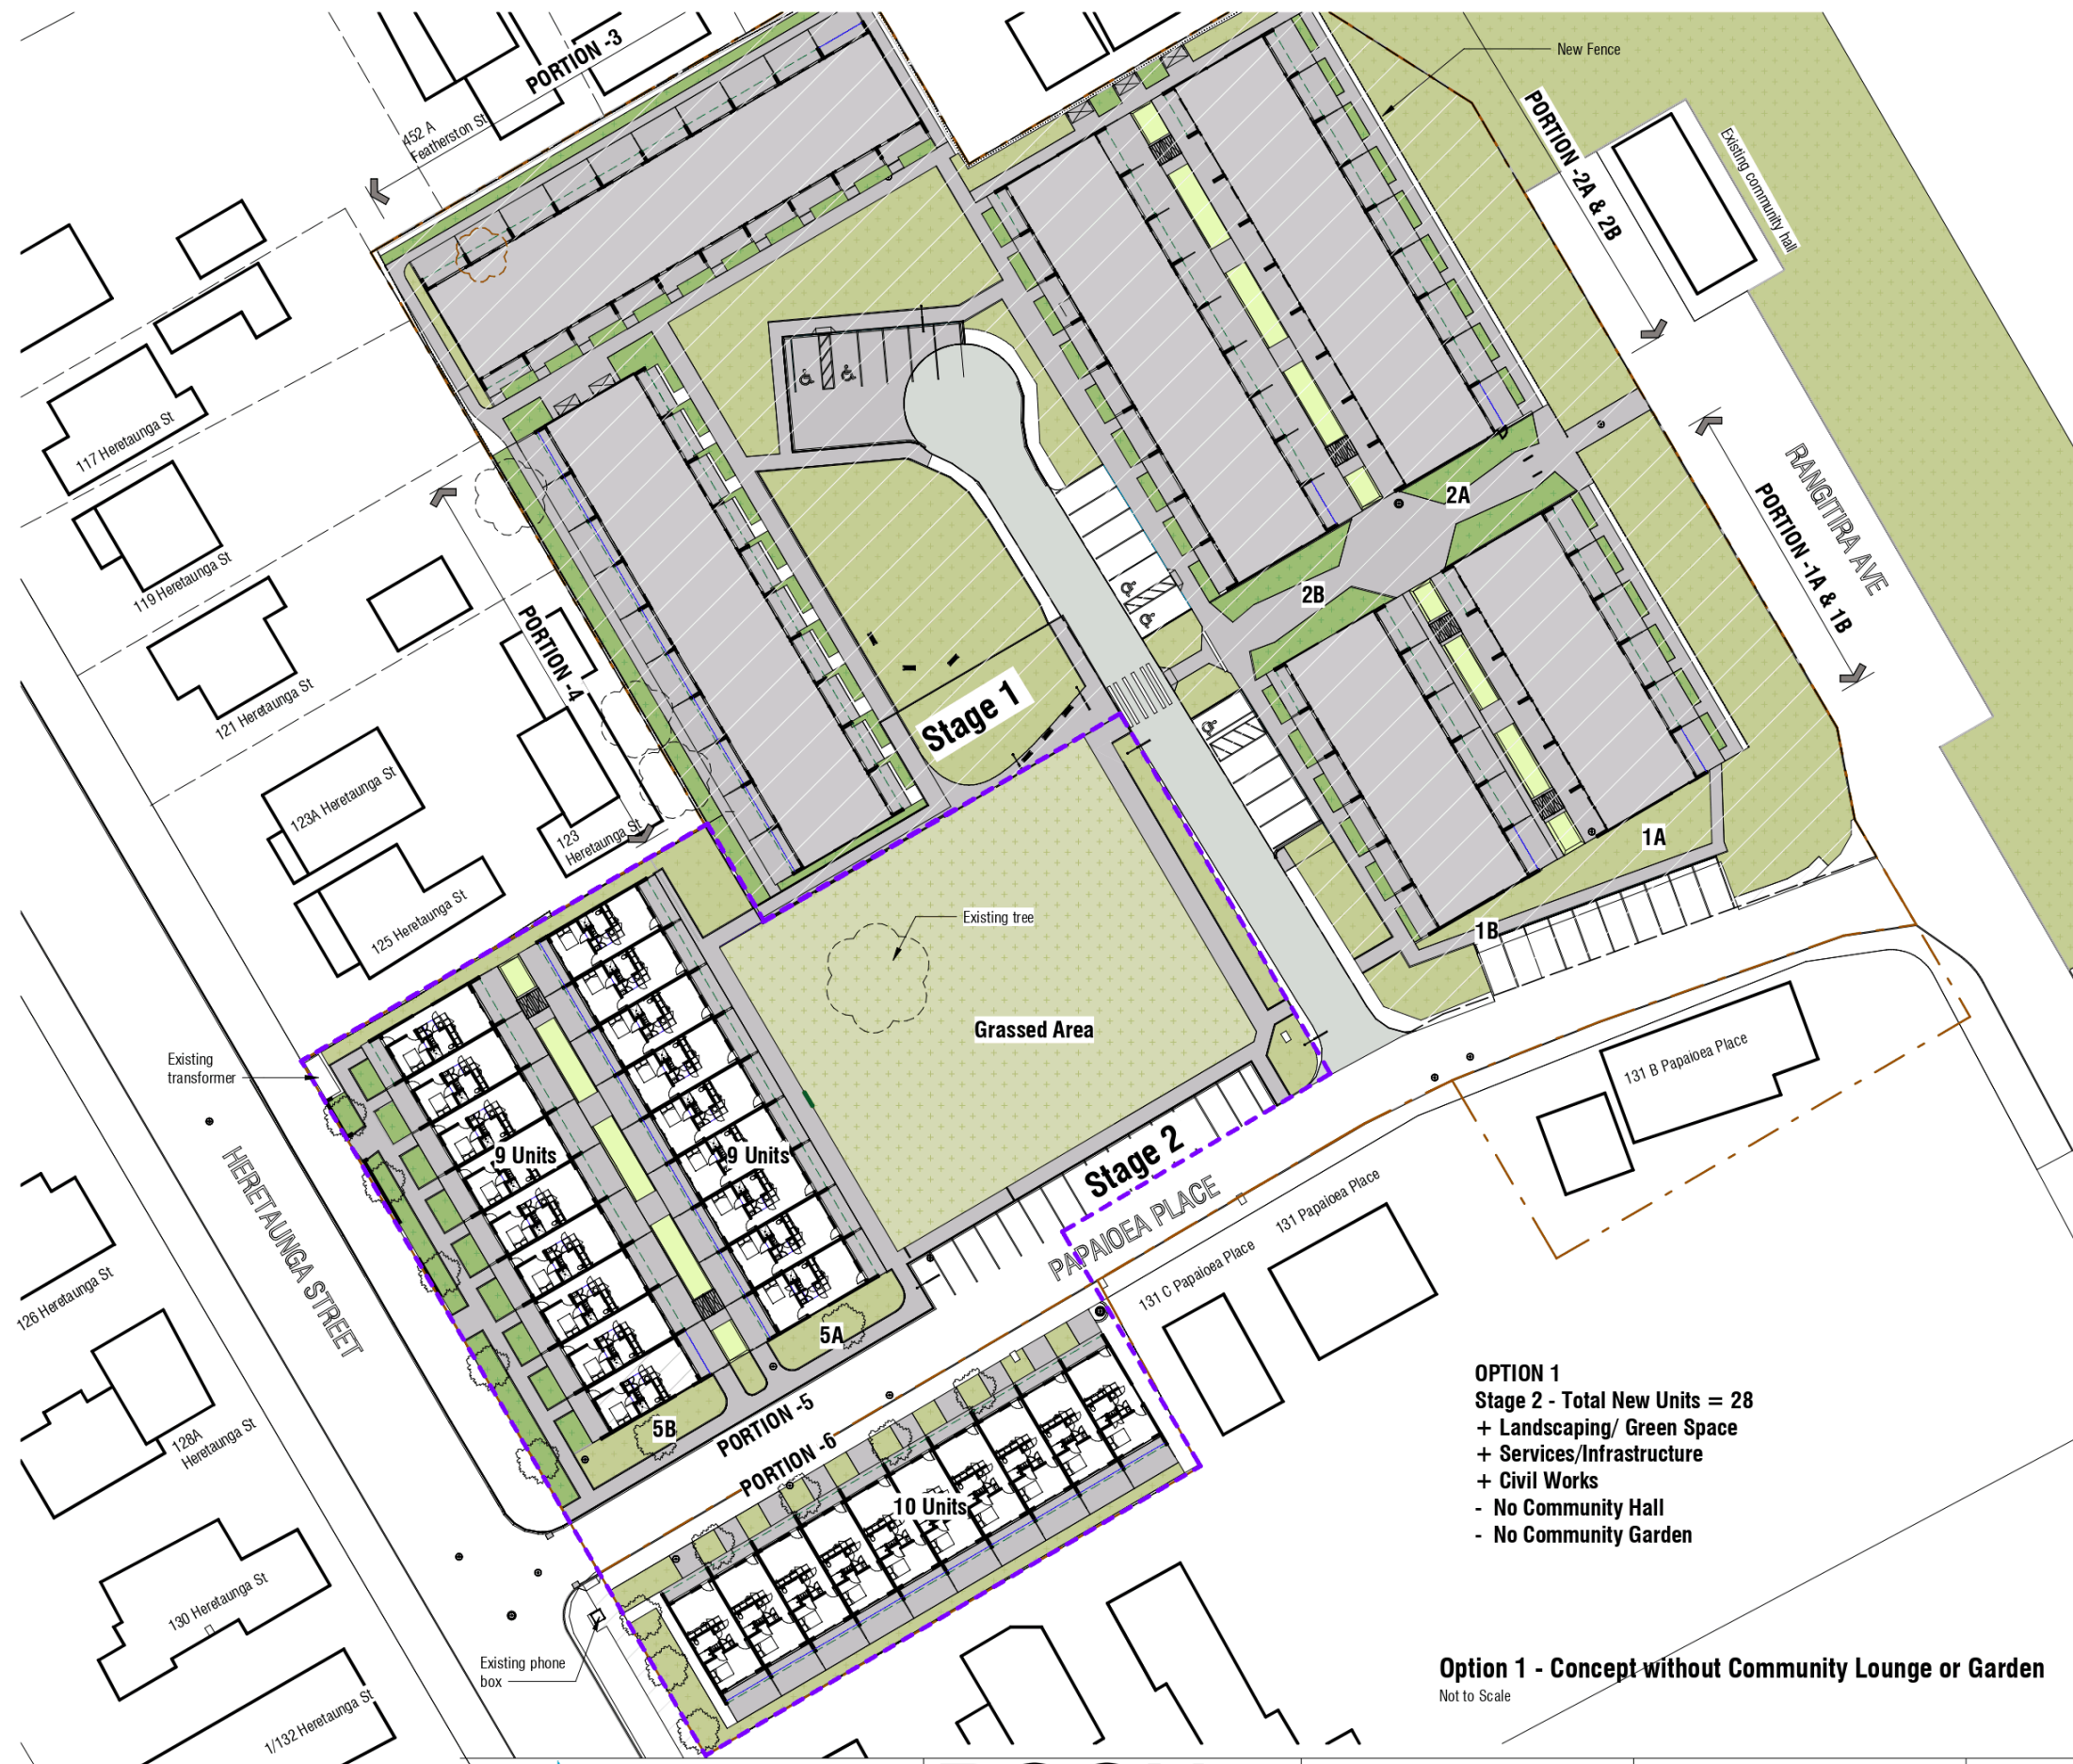 PORTION -3
452 A
Featherston St
New Fence
PORTION -2A & 2B
Existing community hall
RANGITIRA AVE
PORTION -1A & 1B
117 Heretaunga St
119 Heretaunga St
121 Heretaunga St
PORTION -4
123A Heretaunga St
123
Heretaunga St
125 Heretaunga St
2A
2B
1A
1B
Stage 1
Existing tree
Grassed Area
Existing
transformer
HERETAUNGA STREET
9 Units
9 Units
5A
5B
Stage 2
PAPAIOEA PLACE
131 B Papaioea Place
131 Papaioea Place
131 C Papaioea Place
PORTION -5
PORTION -6
10 Units
126 Heretaunga St
128A
Heretaunga St
130 Heretaunga St
1/132 Heretaunga St
Existing phone
box
OPTION 1
Stage 2 - Total New Units = 28
+ Landscaping/ Green Space
+ Services/Infrastructure
+ Civil Works
- No Community Hall
- No Community Garden
Option 1 - Concept without Community Lounge or Garden
Not to Scale